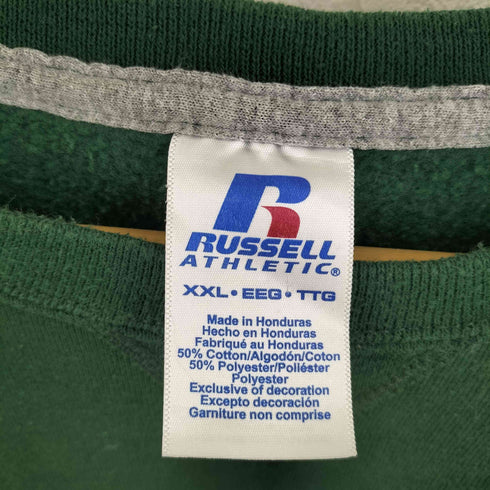 R
RUSSELL
ATHLETIC®
XXL • EEG • TTG
Made in Honduras
Hecho en Honduras
Fabriqué au Honduras
50% Cotton/Algodón/Coton
50% Polyester/Poliéster
Polyester
Exclusive of decoration
Excepto decoración
Garniture non comprise